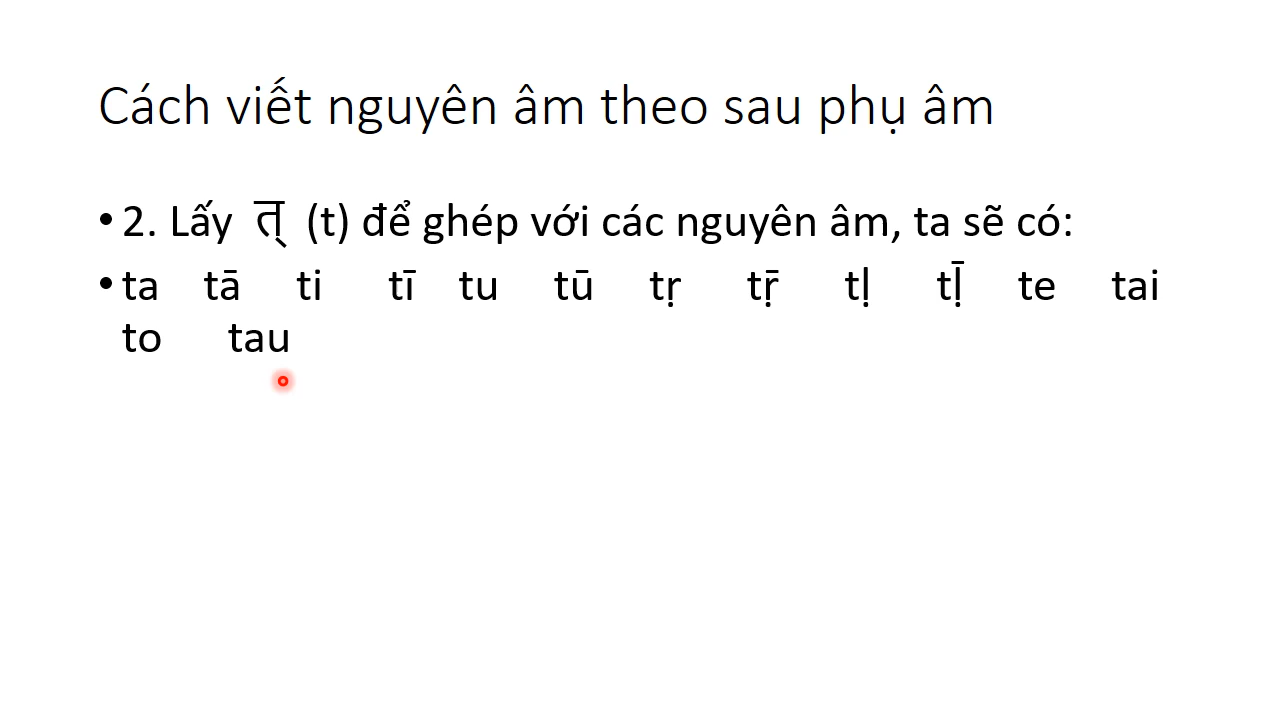 Cách viết nguyên âm theo sau phụ âm
• 2. Lấy त् (t) để ghép với các nguyên âm, ta sẽ có:
• ta tā ti tī tu tū tṛ tṝ tḷ tḹ te tai
to tau